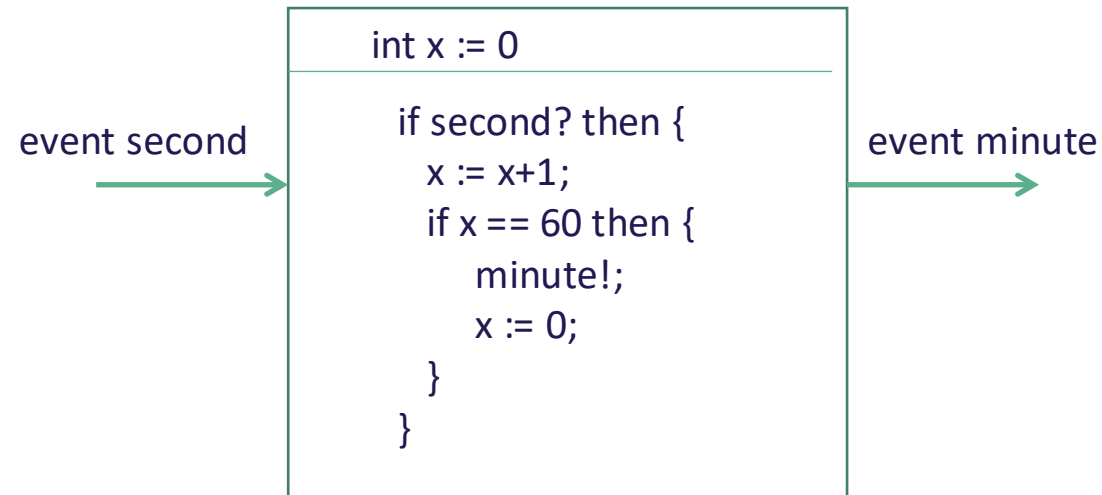 int x := 0
event second
if second? then {
x := x+1;
if x == 60 then {
minute!;
x := 0;
}
}
event minute